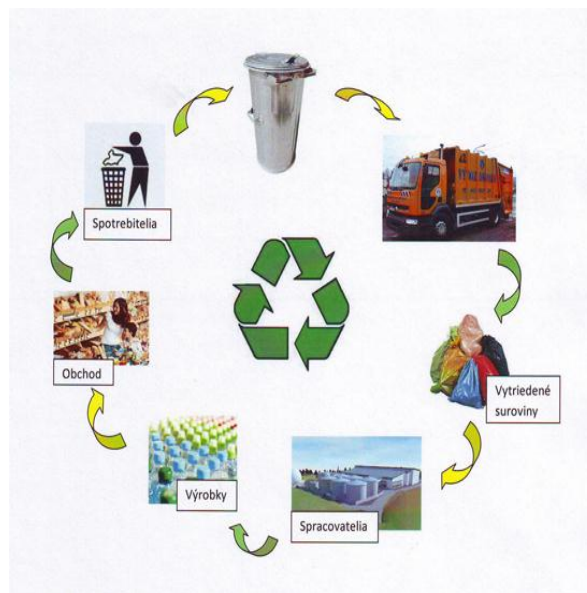 Spotrebitelia
Vytriedené
suroviny
Obchod
Výrobky
Spracovatelia